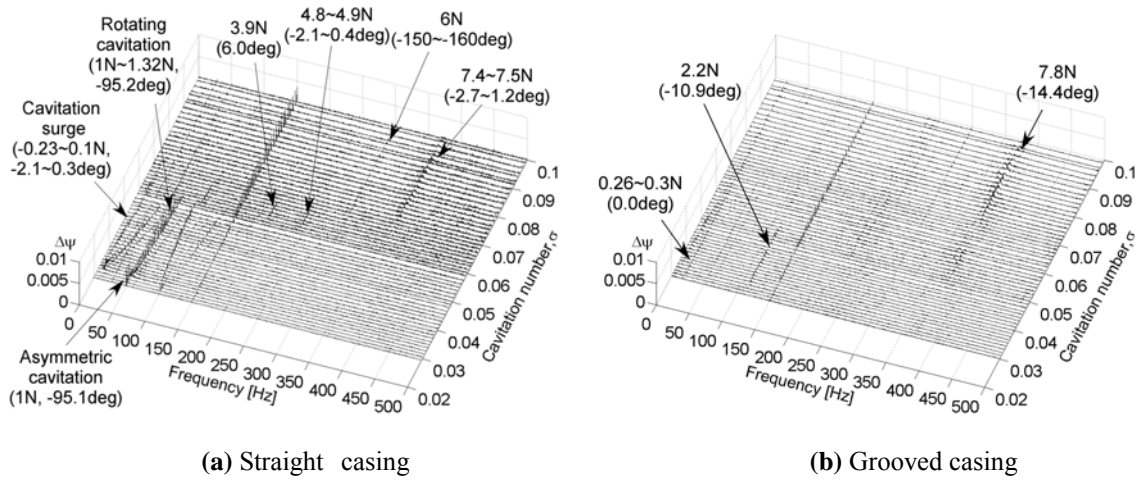 Rotating
cavitation
(1N~1.32N,
-95.2deg)
3.9N
(6.0deg)
4.8~4.9N
(-2.1~0.4deg)
6N
(-150~-160deg)
7.4~7.5N
(-2.7~1.2deg)
Cavitation
surge
(-0.23~0.1N,
-2.1~0.3deg)
Δψ
0.01
0.005
0
0
50
100
150
200
250
300
350
400
450
500
Frequency [Hz]
0.02
0.03
0.04
0.05
0.06
0.07
0.08
0.09
0.1
Cavitation number,σ
Asymmetric
cavitation
(1N, -95.1deg)
(a) Straight casing
2.2N
(-10.9deg)
7.8N
(-14.4deg)
0.26~0.3N
(0.0deg)
Δψ
0.01
0.005
0
0
50
100
150
200
250
300
350
400
450
500
Frequency [Hz]
0.02
0.03
0.04
0.05
0.06
0.07
0.08
0.09
0.1
Cavitation number,σ
(b) Grooved casing